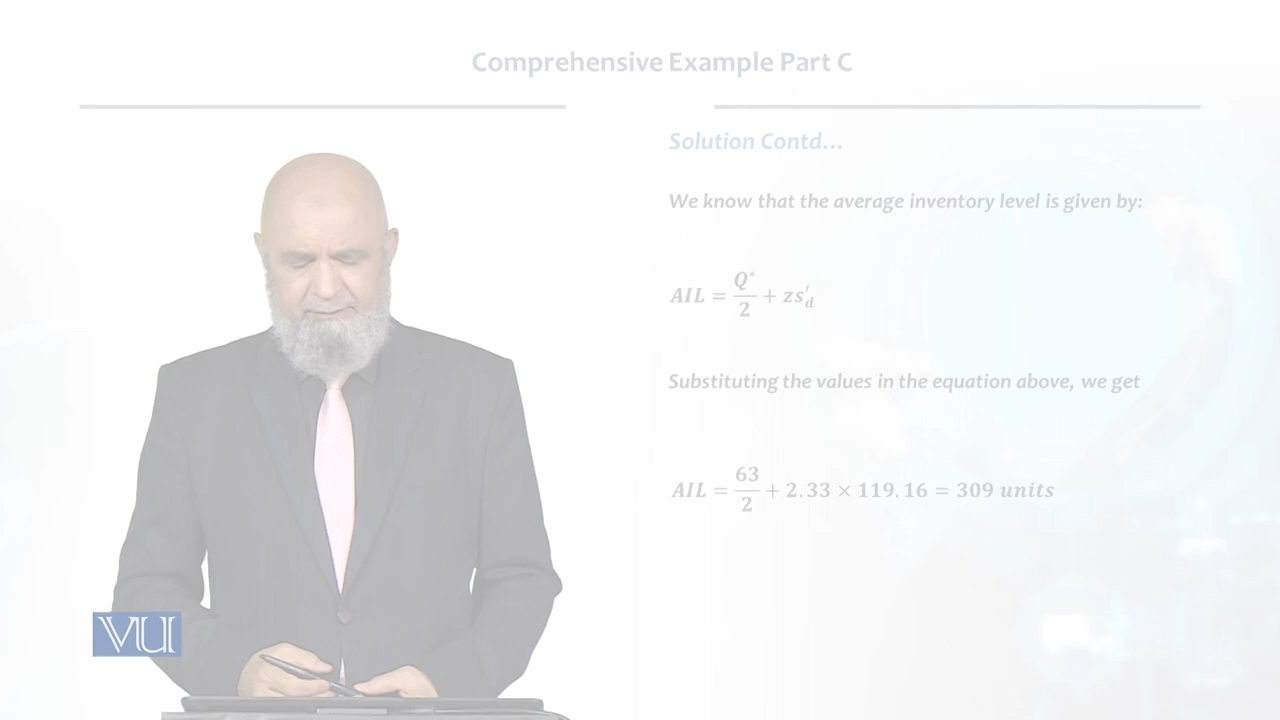 Comprehensive Example Part C
Solution Contd...
We know that the average inventory level is given by:
AIL = Q*/2 + zs′d
Substituting the values in the equation above, we get
AIL = 63/2 + 2.33 × 119.16 = 309 units
VU